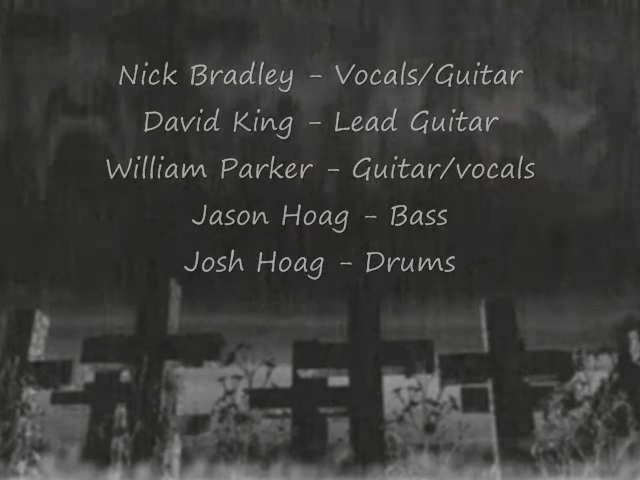 Nick Bradley - Vocals/Guitar
David King - Lead Guitar
William Parker - Guitar/vocals
Jason Hoag - Bass
Josh Hoag - Drums